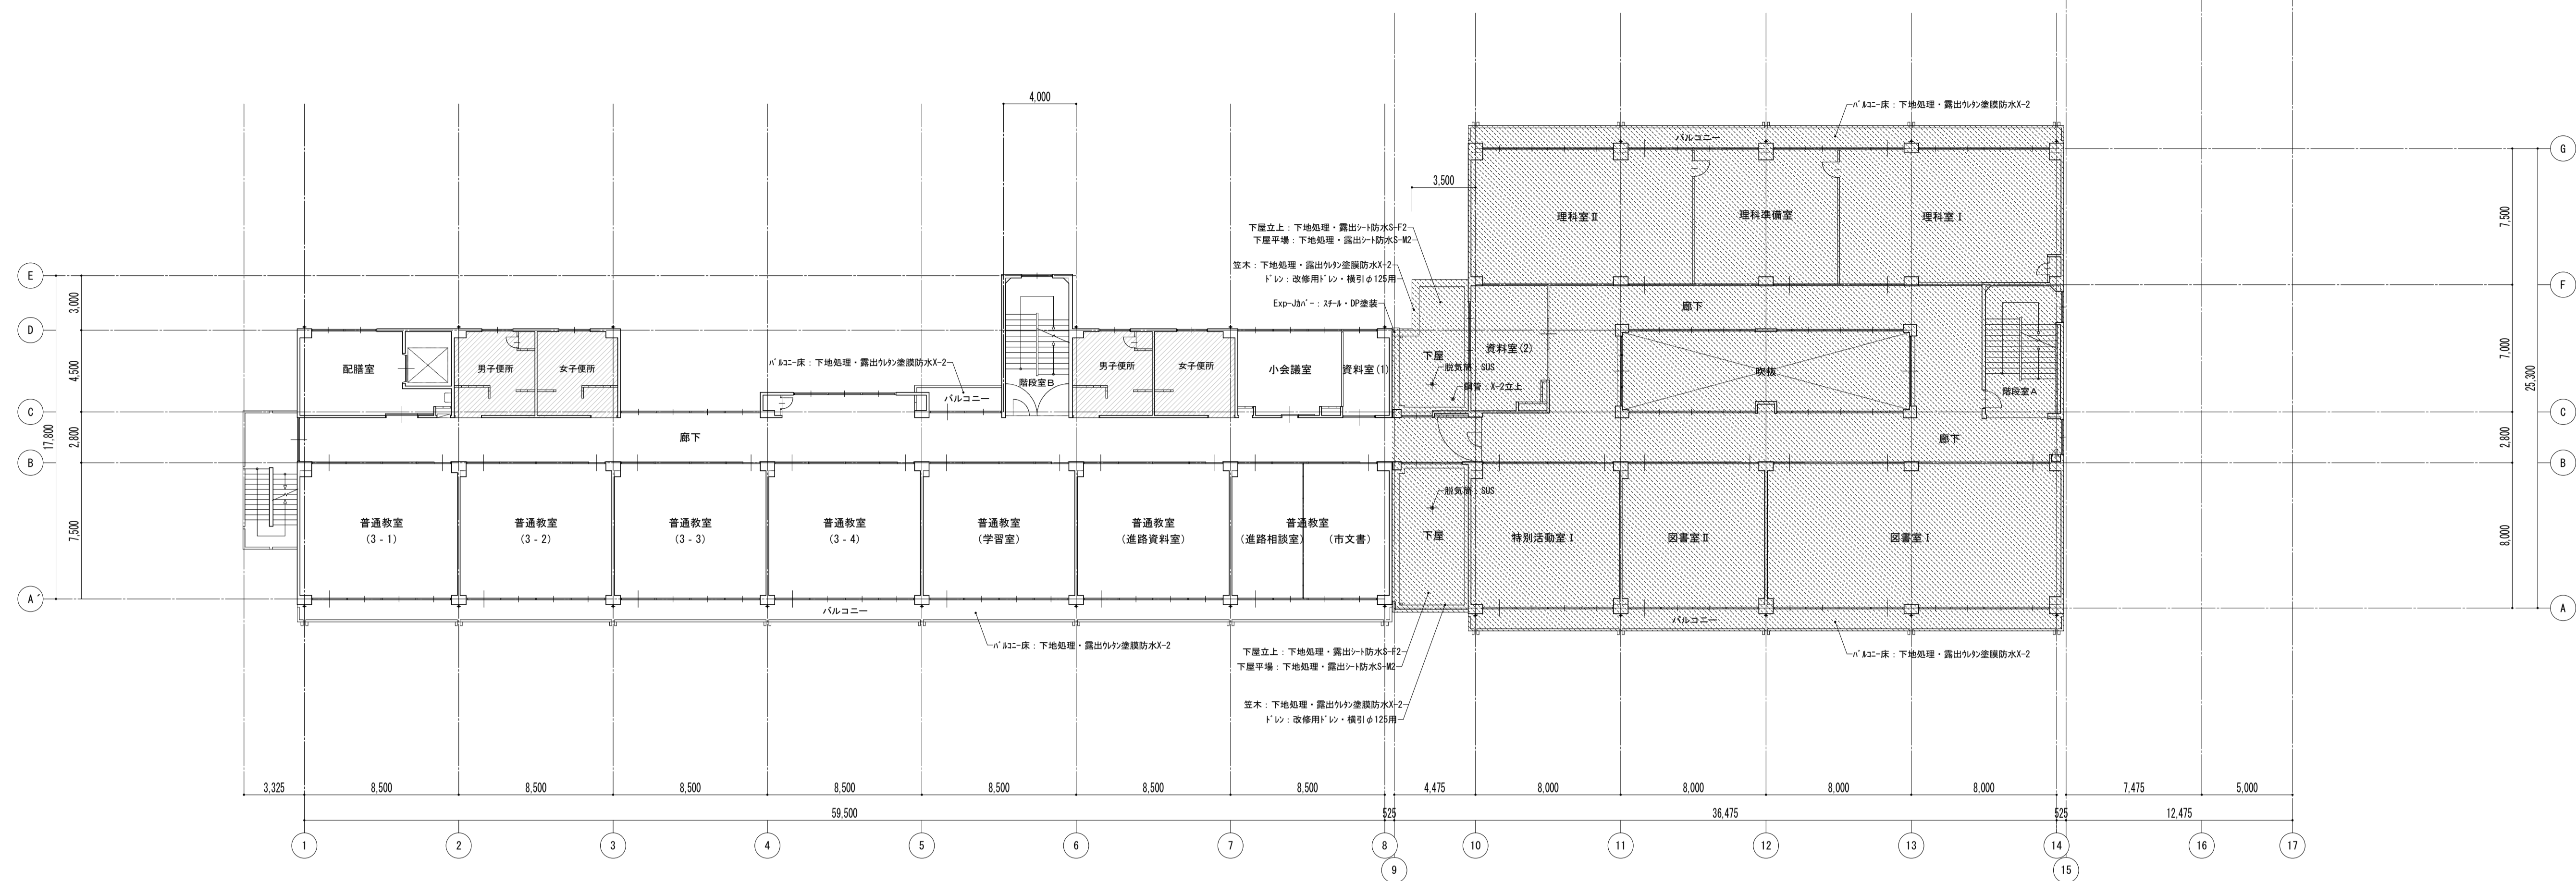 4,000
ﾊﾞﾙｺﾆｰ床：下地処理・露出ｳﾚﾀﾝ塗膜防水X-2
バルコニー
G
3,500
7,500
理科室Ⅱ
理科準備室
理科室Ⅰ
下屋立上：下地処理・露出ｼｰﾄ防水S-F2
下屋平場：下地処理・露出ｼｰﾄ防水S-M2
笠木：下地処理・露出ｳﾚﾀﾝ塗膜防水X-2
ﾄﾞﾚﾝ：改修用ﾄﾞﾚﾝ・横引φ125用
Exp-Jｶﾊﾞｰ：ｽﾁｰﾙ・DP塗装
E
F
3,000
廊下
D
7,000
下屋
資料室(2)
脱気筒：SUS
鋼管：X-2立上
吹抜
階段室A
25,300
配膳室
男子便所
女子便所
4,500
ﾊﾞﾙｺﾆｰ床：下地処理・露出ｳﾚﾀﾝ塗膜防水X-2
バルコニー
階段室B
男子便所
女子便所
小会議室
資料室(1)
C
C
17,800
2,800
廊下
廊下
2,800
B
B
7,500
普通教室
(3-1)
普通教室
(3-2)
普通教室
(3-3)
普通教室
(3-4)
普通教室
(学習室)
普通教室
(進路資料室)
普通教室
(進路相談室)
(市文書)
脱気筒：SUS
下屋
特別活動室Ⅰ
図書室Ⅱ
図書室Ⅰ
8,000
A´
A
バルコニー
バルコニー
ﾊﾞﾙｺﾆｰ床：下地処理・露出ｳﾚﾀﾝ塗膜防水X-2
下屋立上：下地処理・露出ｼｰﾄ防水S-F2
下屋平場：下地処理・露出ｼｰﾄ防水S-M2
ﾊﾞﾙｺﾆｰ床：下地処理・露出ｳﾚﾀﾝ塗膜防水X-2
笠木：下地処理・露出ｳﾚﾀﾝ塗膜防水X-2
ﾄﾞﾚﾝ：改修用ﾄﾞﾚﾝ・横引φ125用
3,325
8,500
8,500
8,500
8,500
8,500
8,500
8,500
4,475
8,000
8,000
8,000
8,000
7,475
5,000
59,500
525
36,475
525
12,475
1
2
3
4
5
6
7
8
10
11
12
13
14
16
17
9
15